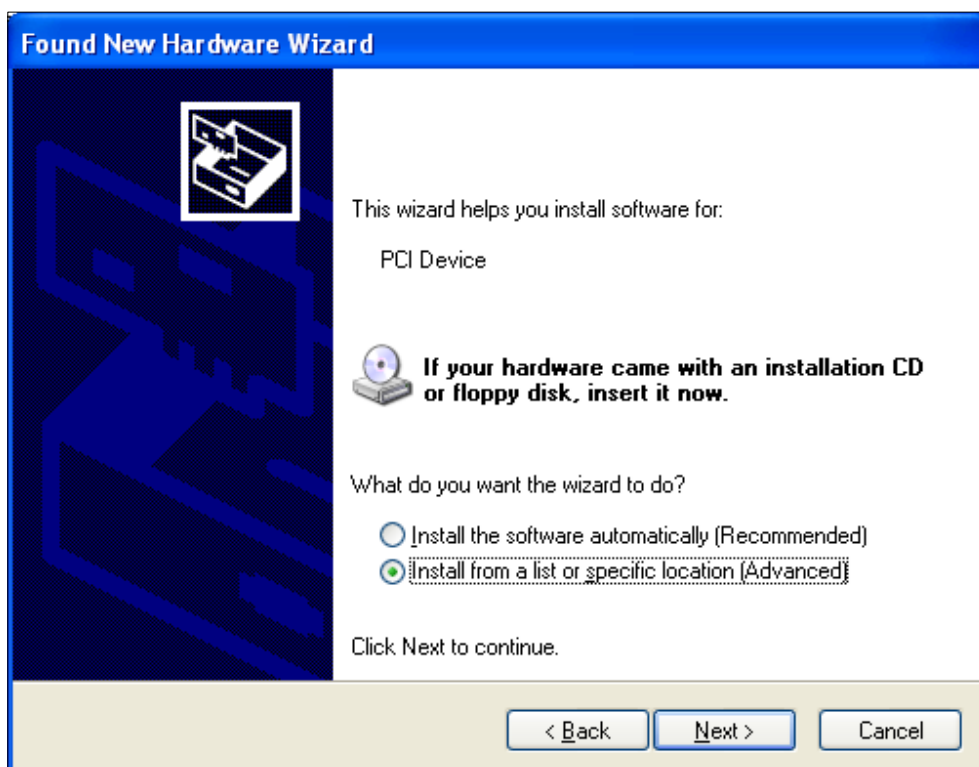 Found New Hardware Wizard
This wizard helps you install software for:
PCI Device
If your hardware came with an installation CD
or floppy disk, insert it now.
What do you want the wizard to do?
Install the software automatically (Recommended)
Install from a list or specific location (Advanced)
Click Next to continue.
< Back
Next >
Cancel